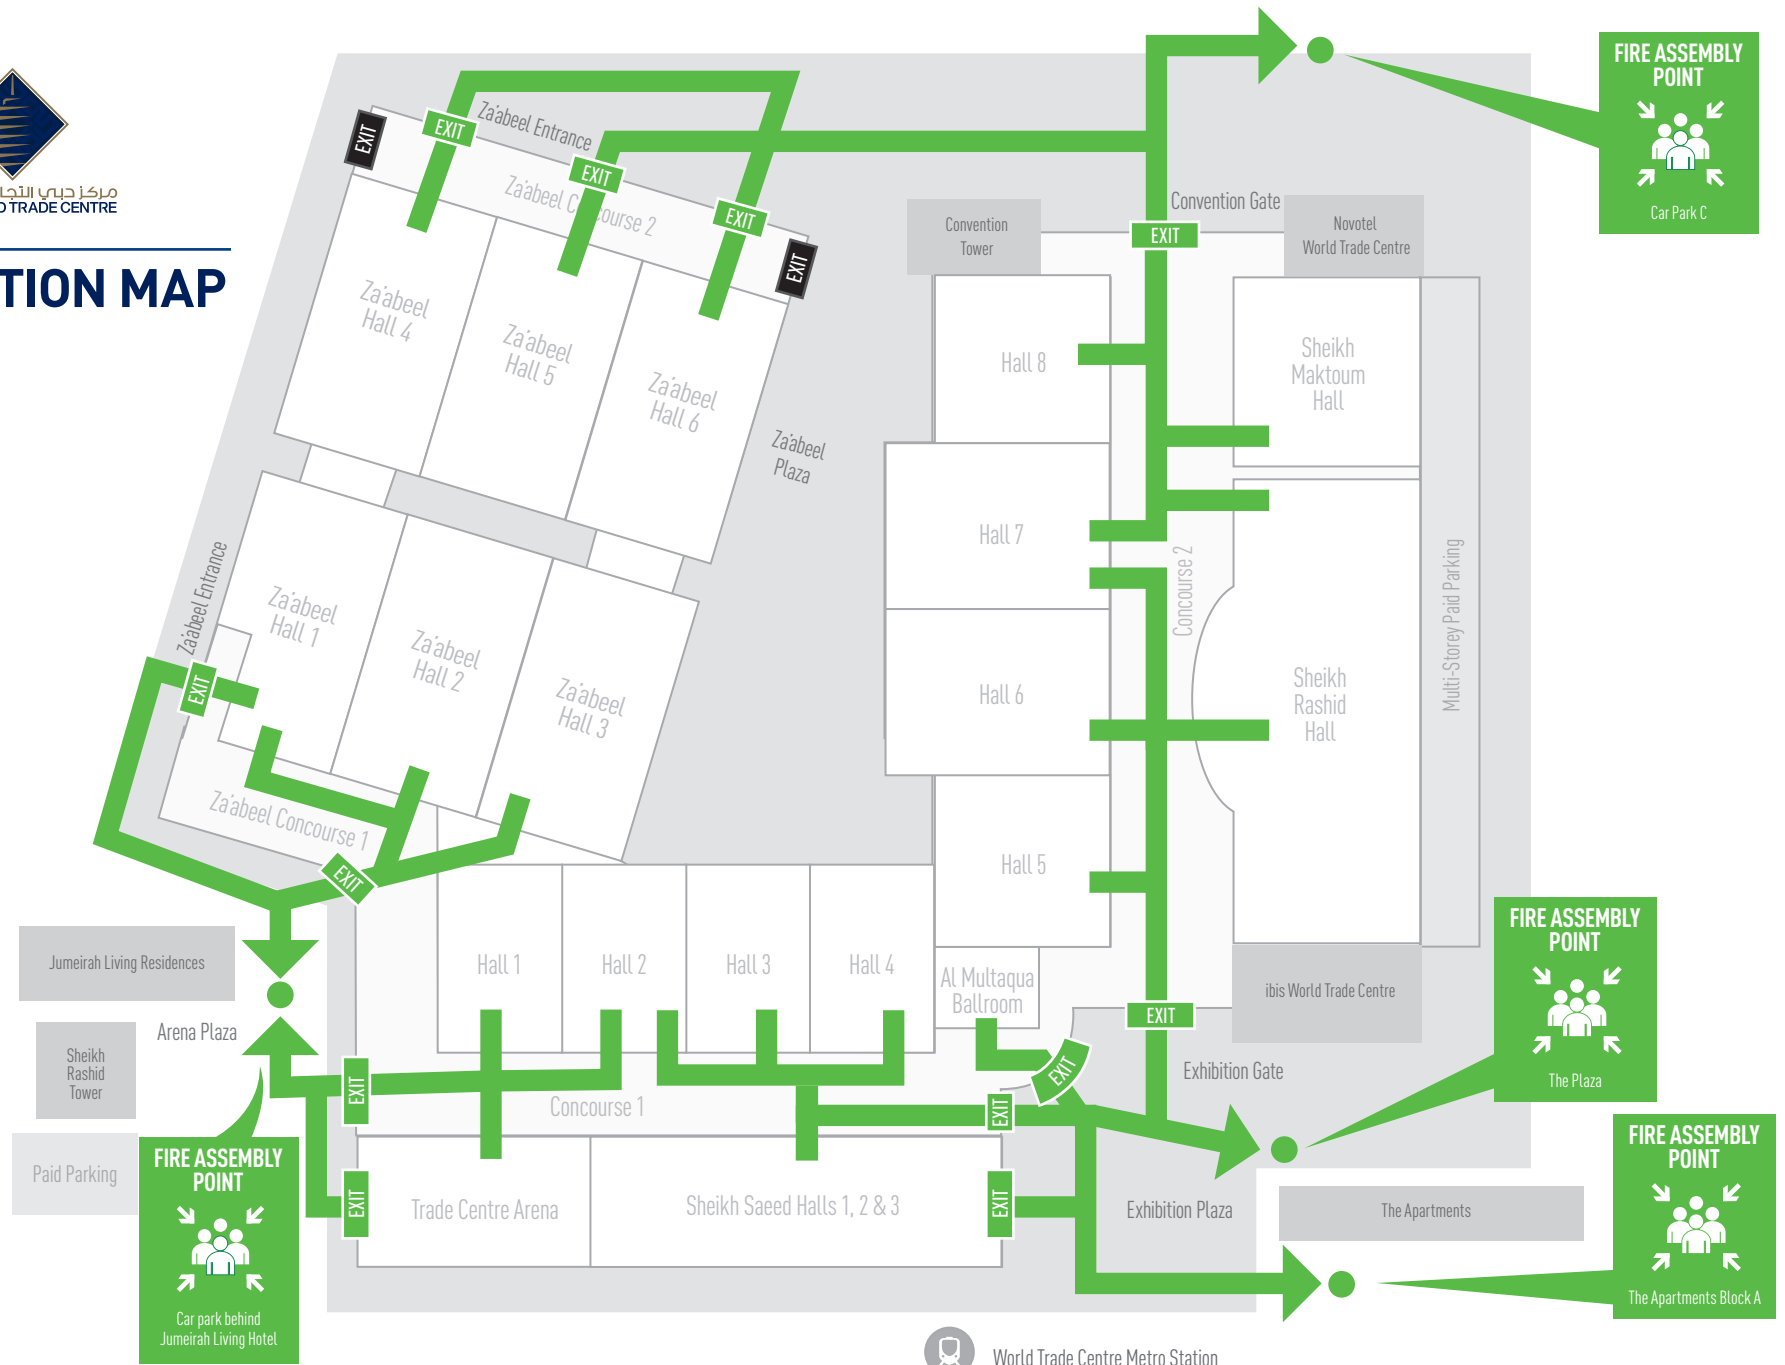 مركز دبي التجا
D TRADE CENTRE
TION MAP
EXIT
EXIT
Za'abeel Entrance
EXIT
Za'abeel Concourse 2
EXIT
EXIT
Convention Gate
EXIT
Convention
Tower
Novotel
World Trade Centre
FIRE ASSEMBLY
POINT
Car Park C
Za'abeel
Hall 4
Za'abeel
Hall 5
Za'abeel
Hall 6
Za'abeel
Plaza
Hall 8
Sheikh
Maktoum
Hall
Hall 7
Concourse 2
Multi-Storey Paid Parking
Za'abeel Entrance
EXIT
Za'abeel
Hall 1
Za'abeel
Hall 2
Za'abeel
Hall 3
Hall 6
Sheikh
Rashid
Hall
Za'abeel Concourse 1
EXIT
Hall 5
Jumeirah Living Residences
Hall 1
Hall 2
Hall 3
Hall 4
Al Multaqua
Ballroom
ibis World Trade Centre
EXIT
FIRE ASSEMBLY
POINT
The Plaza
Arena Plaza
Sheikh
Rashid
Tower
EXIT
Concourse 1
EXIT
EXIT
Exhibition Gate
Paid Parking
FIRE ASSEMBLY
POINT
Car park behind
Jumeirah Living Hotel
EXIT
Trade Centre Arena
Sheikh Saeed Halls 1, 2 & 3
EXIT
Exhibition Plaza
The Apartments
FIRE ASSEMBLY
POINT
The Apartments Block A
World Trade Centre Metro Station